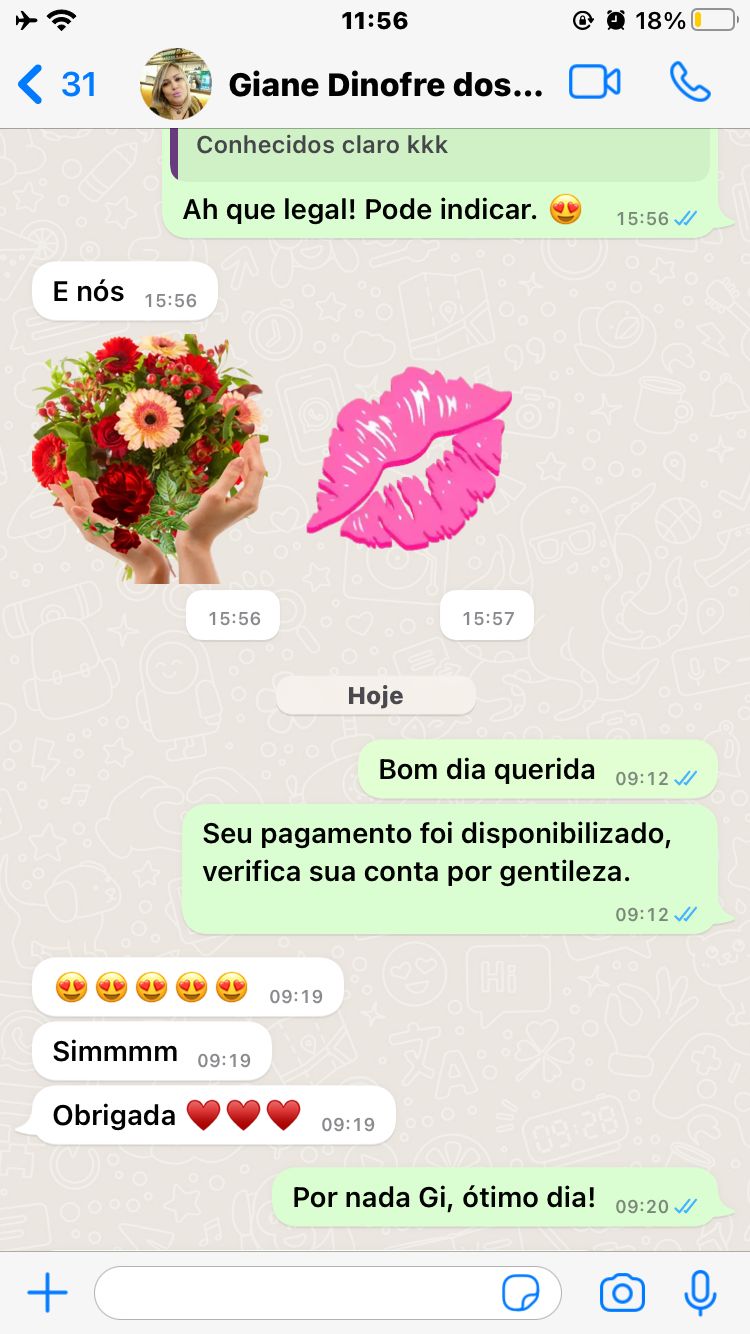 11:56
18%
31
Giane Dinofre dos...
Conhecidos claro kkk
Ah que legal! Pode indicar. 😍 15:56
E nós 15:56
15:56
15:57
Hoje
Bom dia querida 09:12
Seu pagamento foi disponibilizado,
verifica sua conta por gentileza.
09:12
😍😍😍😍😍 09:19
Simmmm 09:19
Obrigada ♥️♥️♥️ 09:19
Por nada Gi, ótimo dia! 09:20